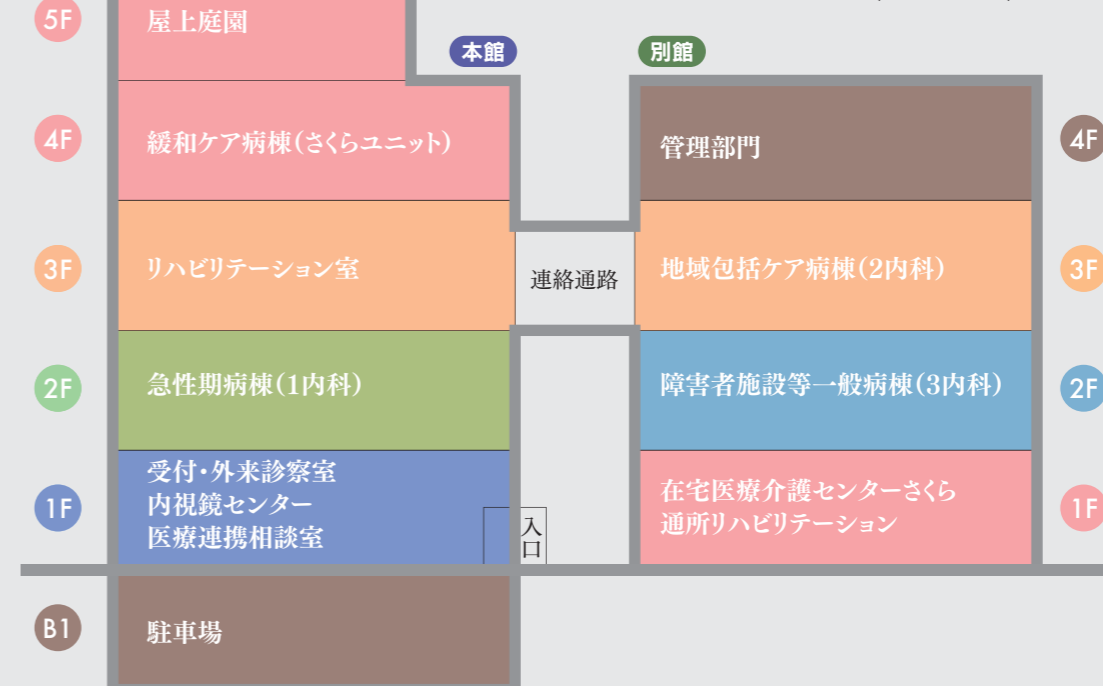 5F
屋上庭園
本館
別館
4F
緩和ケア病棟(さくらユニット)
管理部門
4F
3F
リハビリテーション室
連絡通路
地域包括ケア病棟(2内科)
3F
2F
急性期病棟(1内科)
障害者施設等一般病棟(3内科)
2F
1F
受付・外来診察室
内視鏡センター
医療連携相談室
入口
在宅医療介護センターさくら
通所リハビリテーション
1F
B1
駐車場